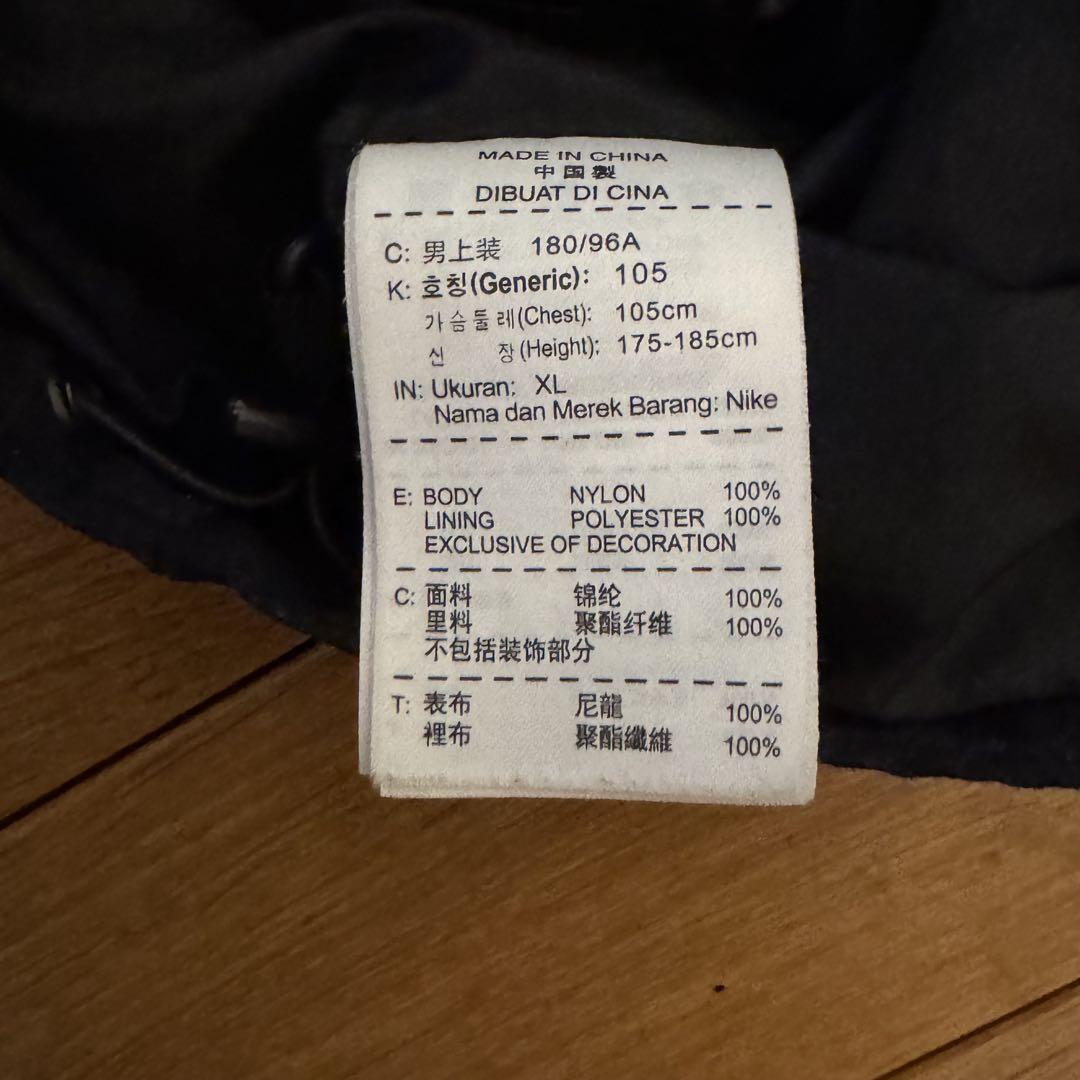 MADE IN CHINA
中国製
DIBUAT DI CINA
C: 男上装 180/96A
K: 호칭(Generic): 105
가슴둘레(Chest): 105cm
신 장(Height): 175-185cm
IN: Ukuran: XL
Nama dan Merek Barang: Nike
E: BODY NYLON 100%
LINING POLYESTER 100%
EXCLUSIVE OF DECORATION
C: 面料 锦纶 100%
里料 聚酯纤维 100%
不包括装饰部分
T: 表布 尼龍 100%
裡布 聚酯纖維 100%